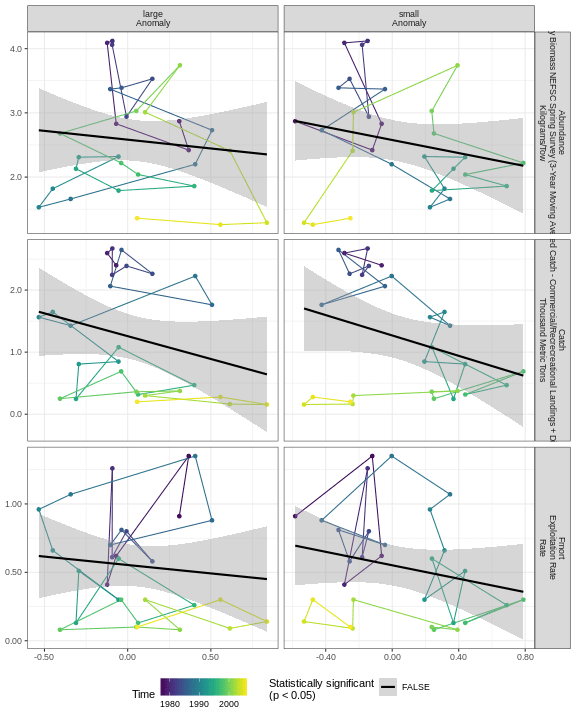 large
Anomaly
small
Anomaly
4.0
3.0
2.0
Abundance
y Biomass NEFSC Spring Survey (3-Year Moving Ave
Kilograms/tow
2.0
1.0
0.0
Catch
ed Catch - Commercial/Recreational Landings + D
Thousand Metric Tons
1.00
0.50
0.00
Fmort
Exploitation Rate
Rate
-0.50
0.00
0.50
-0.40
0.00
0.40
0.80
Time
1980
1990
2000
Statistically significant
(p < 0.05)
FALSE